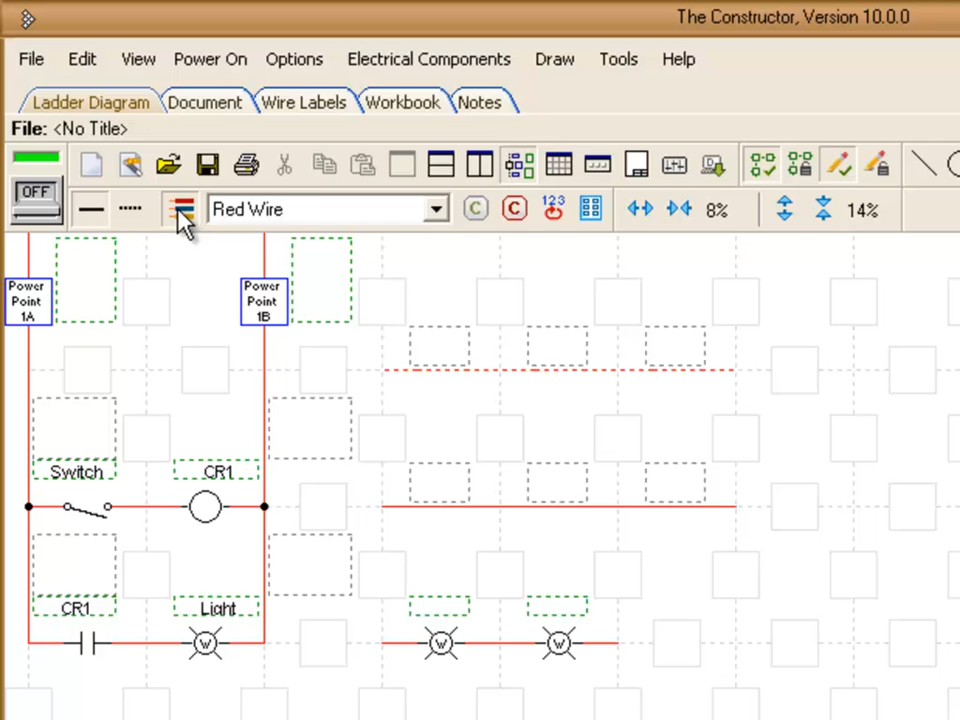 The Constructor, Version 10.0.0
File Edit View Power On Options Electrical Components Draw Tools Help
Ladder Diagram Document Wire Labels Workbook Notes
File: <No Title>
OFF
Red Wire C C 123 8% 14%
Power Point 1A
Power Point 1B
Switch CR1
CR1 Light
W W W